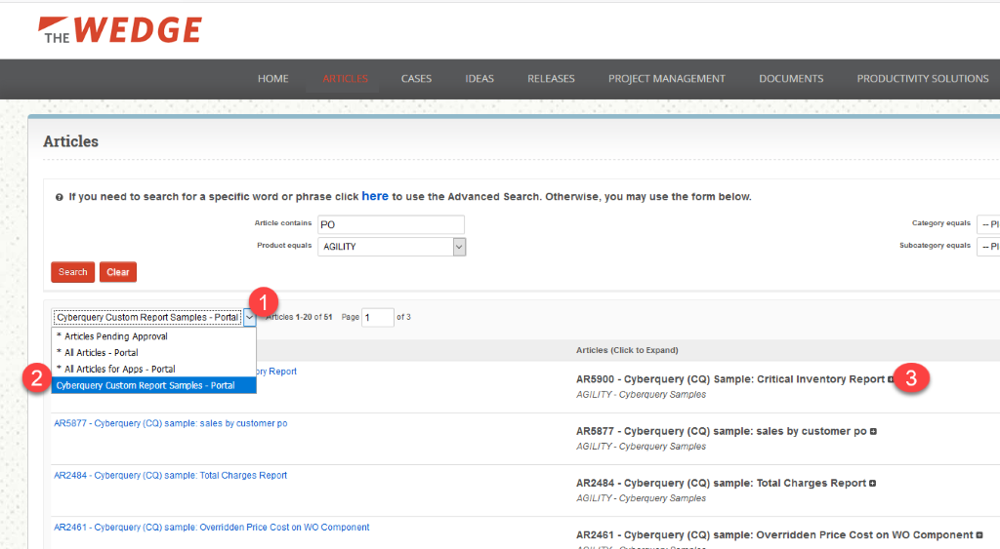 THE WEDGE
HOME ARTICLES CASES IDEAS RELEASES PROJECT MANAGEMENT DOCUMENTS PRODUCTIVITY SOLUTIONS
Articles
If you need to search for a specific word or phrase click here to use the Advanced Search. Otherwise, you may use the form below.
Article contains PO Category equals -- Pl
Product equals AGILITY Subcategory equals -- Pl
Search Clear
1
Cyberquery Custom Report Samples - Portal Articles 1-20 of 51 Page 1 of 3
* Articles Pending Approval
* All Articles - Portal
* All Articles for Apps - Portal
2 Cyberquery Custom Report Samples - Portal
Articles (Click to Expand)
ory Report
AR5900 - Cyberquery (CQ) Sample: Critical Inventory Report 3
AGILITY - Cyberquery Samples
AR5877 - Cyberquery (CQ) sample: sales by customer po
AR5877 - Cyberquery (CQ) sample: sales by customer po
AGILITY - Cyberquery Samples
AR2484 - Cyberquery (CQ) sample: Total Charges Report
AR2484 - Cyberquery (CQ) sample: Total Charges Report
AGILITY - Cyberquery Samples
AR2461 - Cyberquery (CQ) sample: Overridden Price Cost on WO Component
AR2461 - Cyberquery (CQ) sample: Overridden Price Cost on WO Component